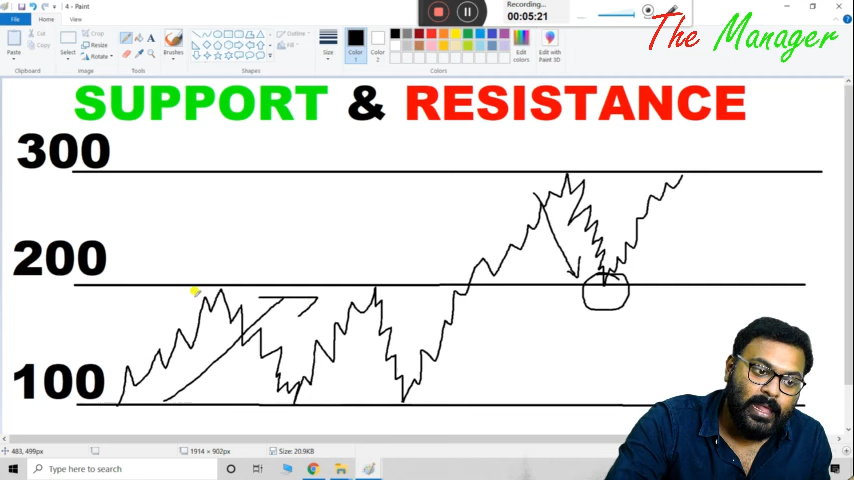 4 - Paint
Recording...
00:05:21
The Manager
File Home View
Paste
Cut
Copy
Clipboard
Select
Crop
Resize
Rotate
Image
Tools
Brushes
Shapes
Outline
Fill
Size
Color
1
Color
2
Colors
Edit
colors
Edit with
Paint 3D
SUPPORT & RESISTANCE
300
200
100
483, 499px
1914 × 902px
Size: 20.9KB
Type here to search